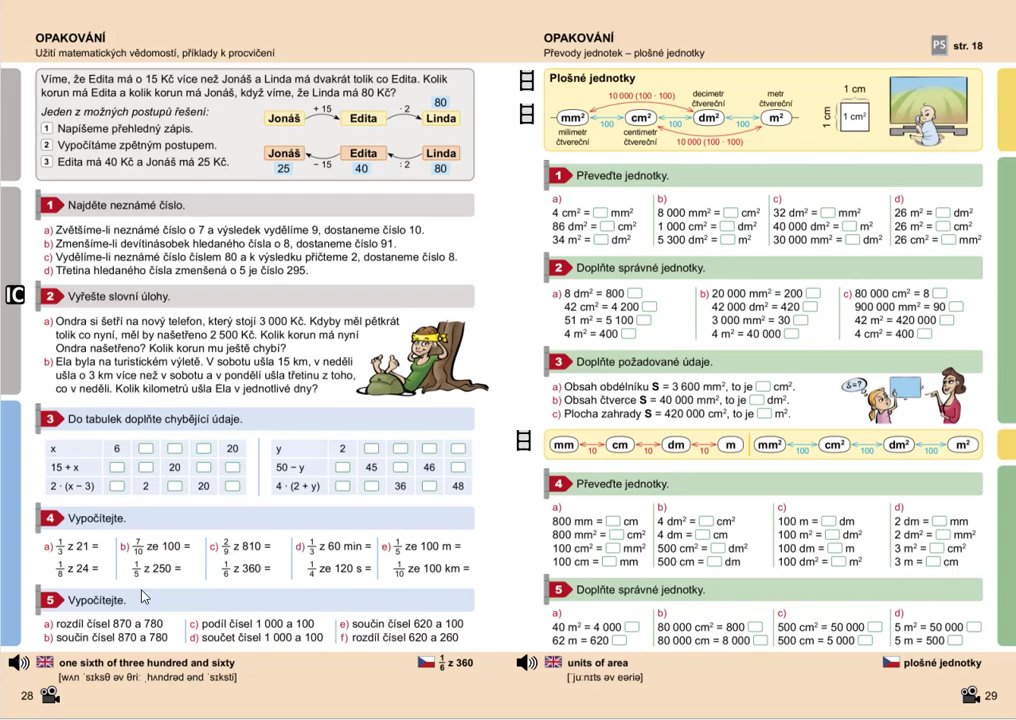 OPAKOVÁNÍ
Užití matematických vědomostí, příklady k procvičení
Víme, že Edita má o 15 Kč více než Jonáš a Linda má dvakrát tolik co Edita. Kolik
korun má Edita a kolik korun má Jonáš, když víme, že Linda má 80 Kč?
Jeden z možných postupů řešení:
1 Napíšeme přehledný zápis.
2 Vypočítáme zpětným postupem.
3 Edita má 40 Kč a Jonáš má 25 Kč.
80
+ 15 · 2
Jonáš Edita Linda
Jonáš Edita Linda
− 15 : 2
25 40 80
1 Najděte neznámé číslo.
a) Zvětšíme-li neznámé číslo o 7 a výsledek vydělíme 9, dostaneme číslo 10.
b) Zmenšíme-li devítinásobek hledaného čísla o 8, dostaneme číslo 91.
c) Vydělíme-li neznámé číslo číslem 80 a k výsledku přičteme 2, dostaneme číslo 8.
d) Třetina hledaného čísla zmenšená o 5 je číslo 295.
IC
2 Vyřešte slovní úlohy.
a) Ondra si šetří na nový telefon, který stojí 3 000 Kč. Kdyby měl pětkrát
tolik co nyní, měl by našetřeno 2 500 Kč. Kolik korun má nyní
Ondra našetřeno? Kolik korun mu ještě chybí?
b) Ela byla na turistickém výletě. V sobotu ušla 15 km, v neděli
ušla o 3 km více než v sobotu a v pondělí ušla třetinu z toho,
co v neděli. Kolik kilometrů ušla Ela v jednotlivé dny?
3 Do tabulek doplňte chybějící údaje.
x 6 20
15 + x 20
2 · (x − 3) 2 20
y 2
50 − y 45 46
4 · (2 + y) 36 48
4 Vypočítejte.
a) 1/3 z 21 = b) 7/10 ze 100 = c) 2/9 z 810 = d) 1/3 z 60 min = e) 1/5 ze 100 m =
1/8 z 24 = 1/5 z 250 = 1/6 z 360 = 1/4 ze 120 s = 1/10 ze 100 km =
5 Vypočítejte.
a) rozdíl čísel 870 a 780 c) podíl čísel 1 000 a 100 e) součin čísel 620 a 100
b) součin čísel 870 a 780 d) součet čísel 1 000 a 100 f) rozdíl čísel 620 a 260
one sixth of three hundred and sixty 1/6 z 360
[wʌn ˈsɪksθ əv θriː ˌhʌndrəd ənd ˈsɪksti]
28
OPAKOVÁNÍ
Převody jednotek – plošné jednotky
PS str. 18
Plošné jednotky
10 000 (100 · 100) decimetr čtvereční metr čtvereční
mm² cm² dm² m²
100 100 100
milimetr čtvereční centimetr čtvereční 10 000 (100 · 100)
1 cm
1 cm
1 cm²
1 Převeďte jednotky.
a) b) c) d)
4 cm² = mm² 8 000 mm² = cm² 32 dm² = mm² 26 m² = dm²
86 dm² = cm² 1 000 cm² = dm² 40 000 dm² = m² 26 m² = cm²
34 m² = dm² 5 300 dm² = m² 30 000 mm² = dm² 26 cm² = mm²
2 Doplňte správné jednotky.
a) 8 dm² = 800 b) 20 000 mm² = 200 c) 80 000 cm² = 8
42 cm² = 4 200 42 000 dm² = 420 900 000 mm² = 90
51 m² = 5 100 3 000 mm² = 30 42 m² = 420 000
4 m² = 400 4 m² = 40 000 4 cm² = 400
3 Doplňte požadované údaje.
a) Obsah obdélníku S = 3 600 mm², to je cm².
b) Obsah čtverce S = 40 000 mm², to je dm².
c) Plocha zahrady S = 420 000 cm², to je m².
S=?
mm cm dm m mm² cm² dm² m²
10 10 10 100 100 100
4 Převeďte jednotky.
a) b) c) d)
800 mm = cm 4 dm² = cm² 100 m = dm 2 dm = mm
800 mm² = cm² 4 dm = cm 100 m² = dm² 2 dm² = mm²
100 cm² = mm² 500 cm² = dm² 100 dm = m 3 m² = cm²
100 cm = mm 500 cm = dm 100 dm² = m² 3 m = cm
5 Doplňte správné jednotky.
a) b) c) d)
40 m² = 4 000 80 000 cm² = 800 500 cm² = 50 000 5 m² = 50 000
62 m = 620 80 000 cm = 8 000 500 cm = 5 000 5 m = 500
units of area plošné jednotky
[ˈjuːnɪts əv eəriə]
29